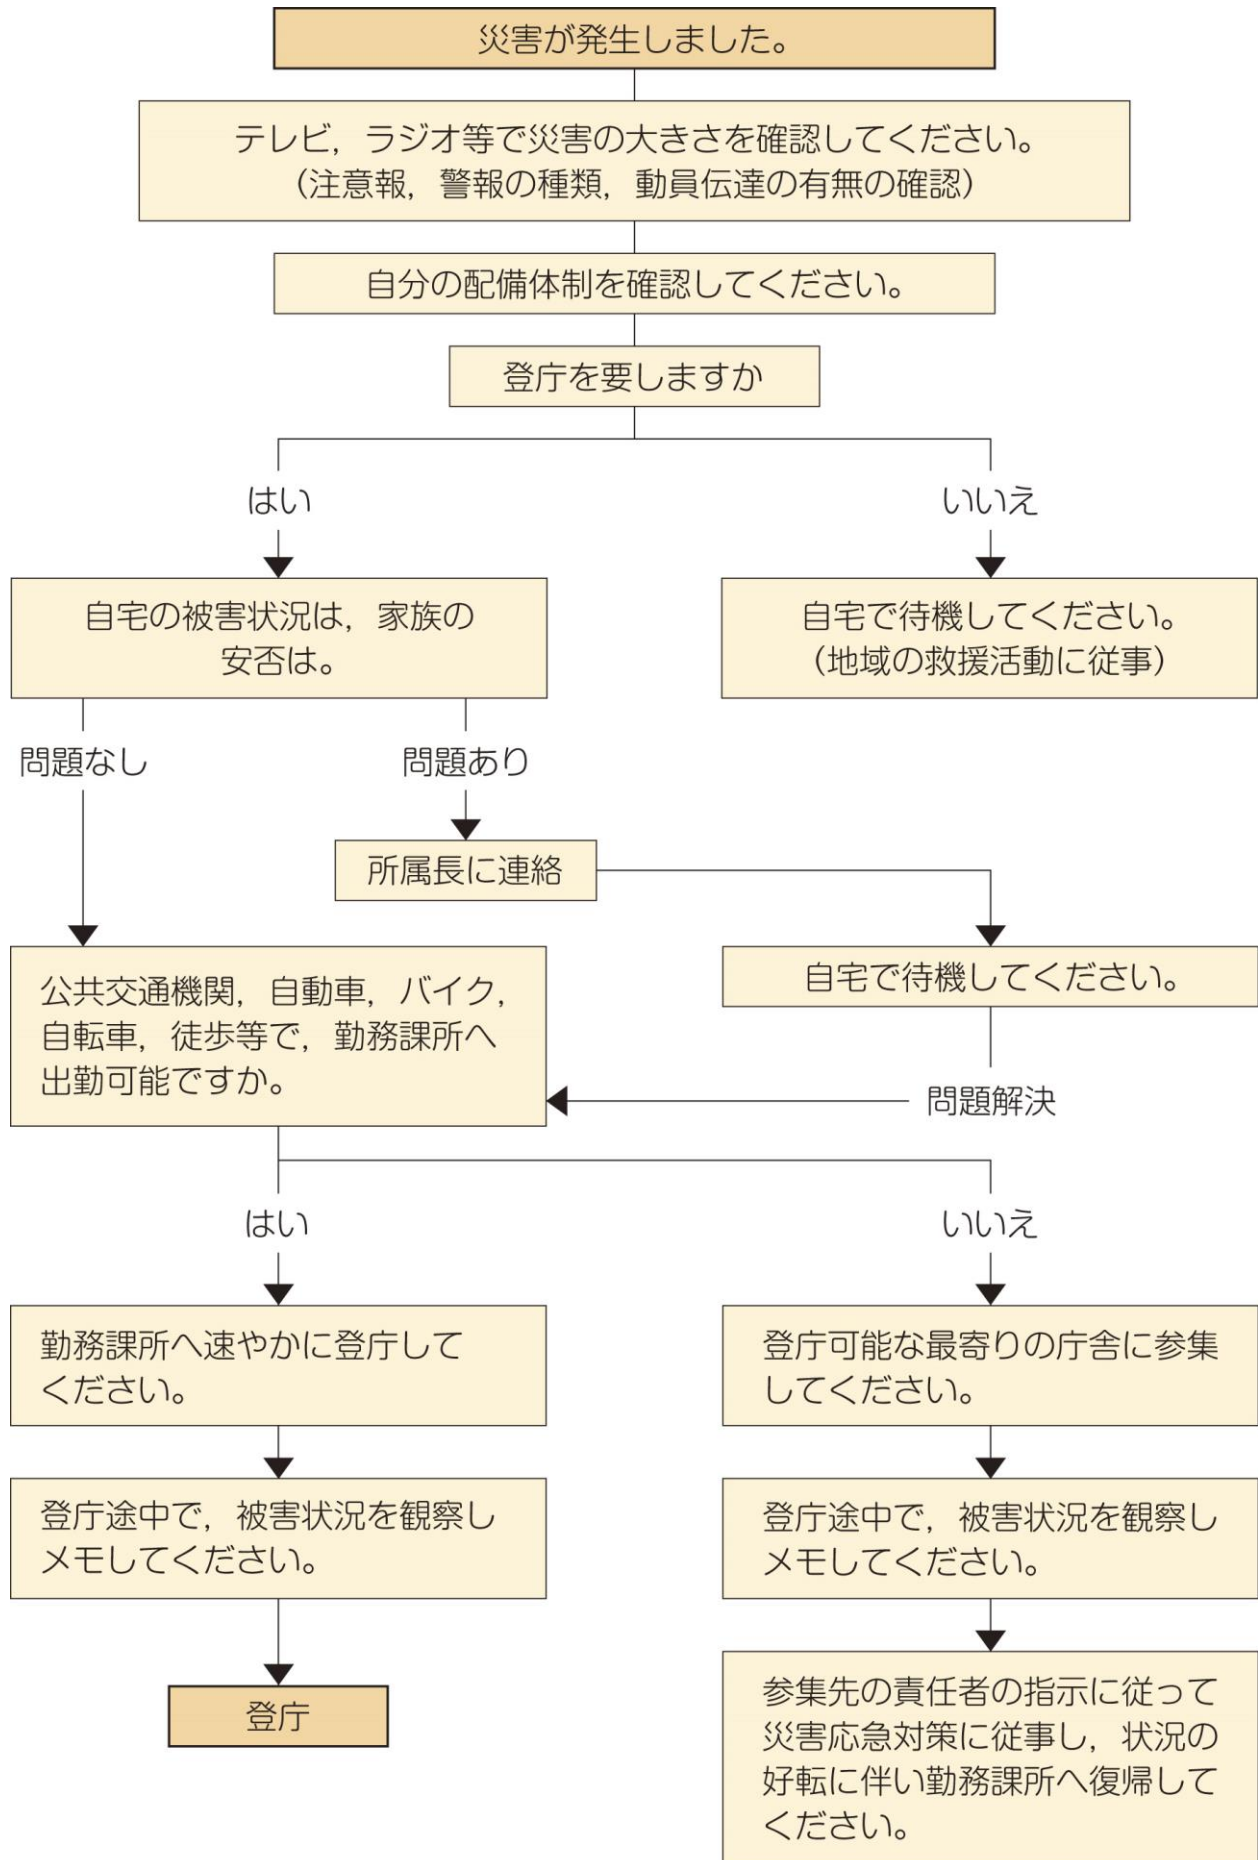 災害が発生しました。
テレビ，ラジオ等で災害の大きさを確認してください。
（注意報，警報の種類，動員伝達の有無の確認）
自分の配備体制を確認してください。
登庁を要しますか
はい
いいえ
自宅の被害状況は，家族の
安否は。
自宅で待機してください。
（地域の救援活動に従事）
問題なし
問題あり
所属長に連絡
公共交通機関，自動車，バイク，
自転車，徒歩等で，勤務課所へ
出勤可能ですか。
自宅で待機してください。
問題解決
はい
いいえ
勤務課所へ速やかに登庁して
ください。
登庁可能な最寄りの庁舎に参集
してください。
登庁途中で，被害状況を観察し
メモしてください。
登庁途中で，被害状況を観察し
メモしてください。
登庁
参集先の責任者の指示に従って
災害応急対策に従事し，状況の
好転に伴い勤務課所へ復帰して
ください。